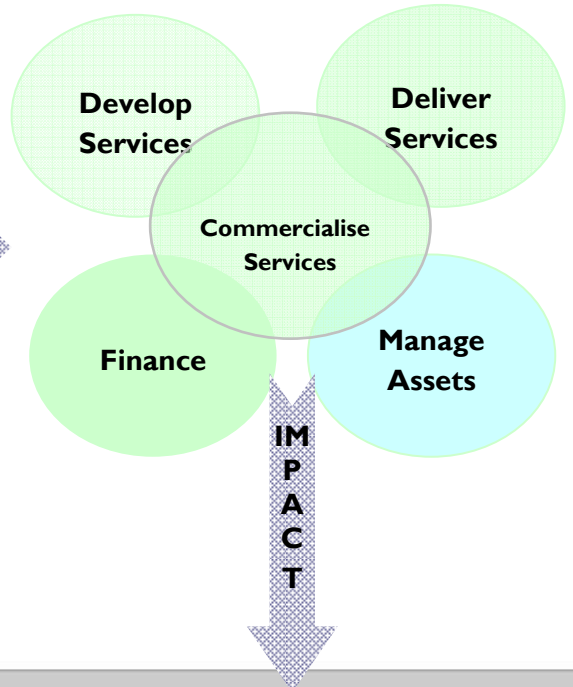 Develop
Services
Deliver
Services
Commercialise
Services
Finance
Manage
Assets
IM
P
A
C
T